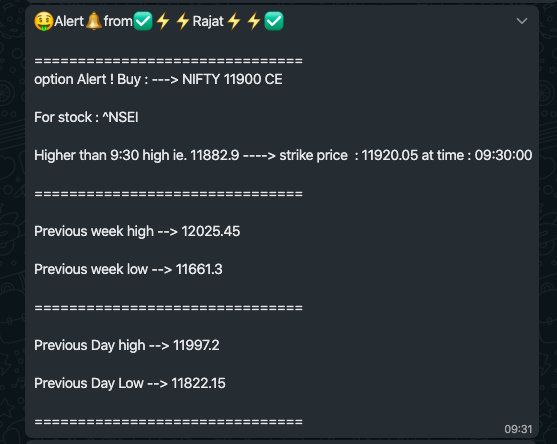 🤑Alert🔔from✅⚡⚡Rajat⚡⚡✅
===============================
option Alert ! Buy : ---> NIFTY 11900 CE
For stock : ^NSEI
Higher than 9:30 high ie. 11882.9 ----> strike price  : 11920.05 at time : 09:30:00
===============================
Previous week high --> 12025.45
Previous week low --> 11661.3
===============================
Previous Day high --> 11997.2
Previous Day Low --> 11822.15
===============================
09:31